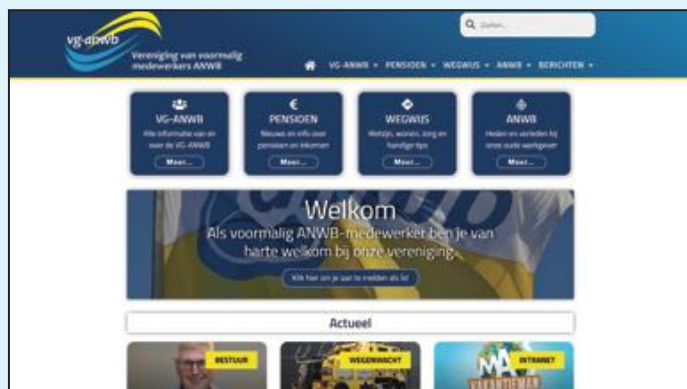 vg-anwb
Vereniging van voormalig
medewerkers ANWB
Zoeken...
VG-ANWB
PENSIOEN
WEGWIJS
ANWB
BERICHTEN
VG-ANWB
Alle informatie van en
over de VG-ANWB
Meer...
PENSIOEN
Nieuws en info over
pensioen en inkomen
Meer...
WEGWIJS
Welzijn, wonen, zorg en
handige tips
Meer...
ANWB
Heden en verleden bij
onze oude werkgever
Meer...
Welkom
Als voormalig ANWB-medewerker ben je van
harte welkom bij onze vereniging.
Klik hier om je aan te melden als lid
Actueel
BESTUUR
WEGENWACHT
INTRANET